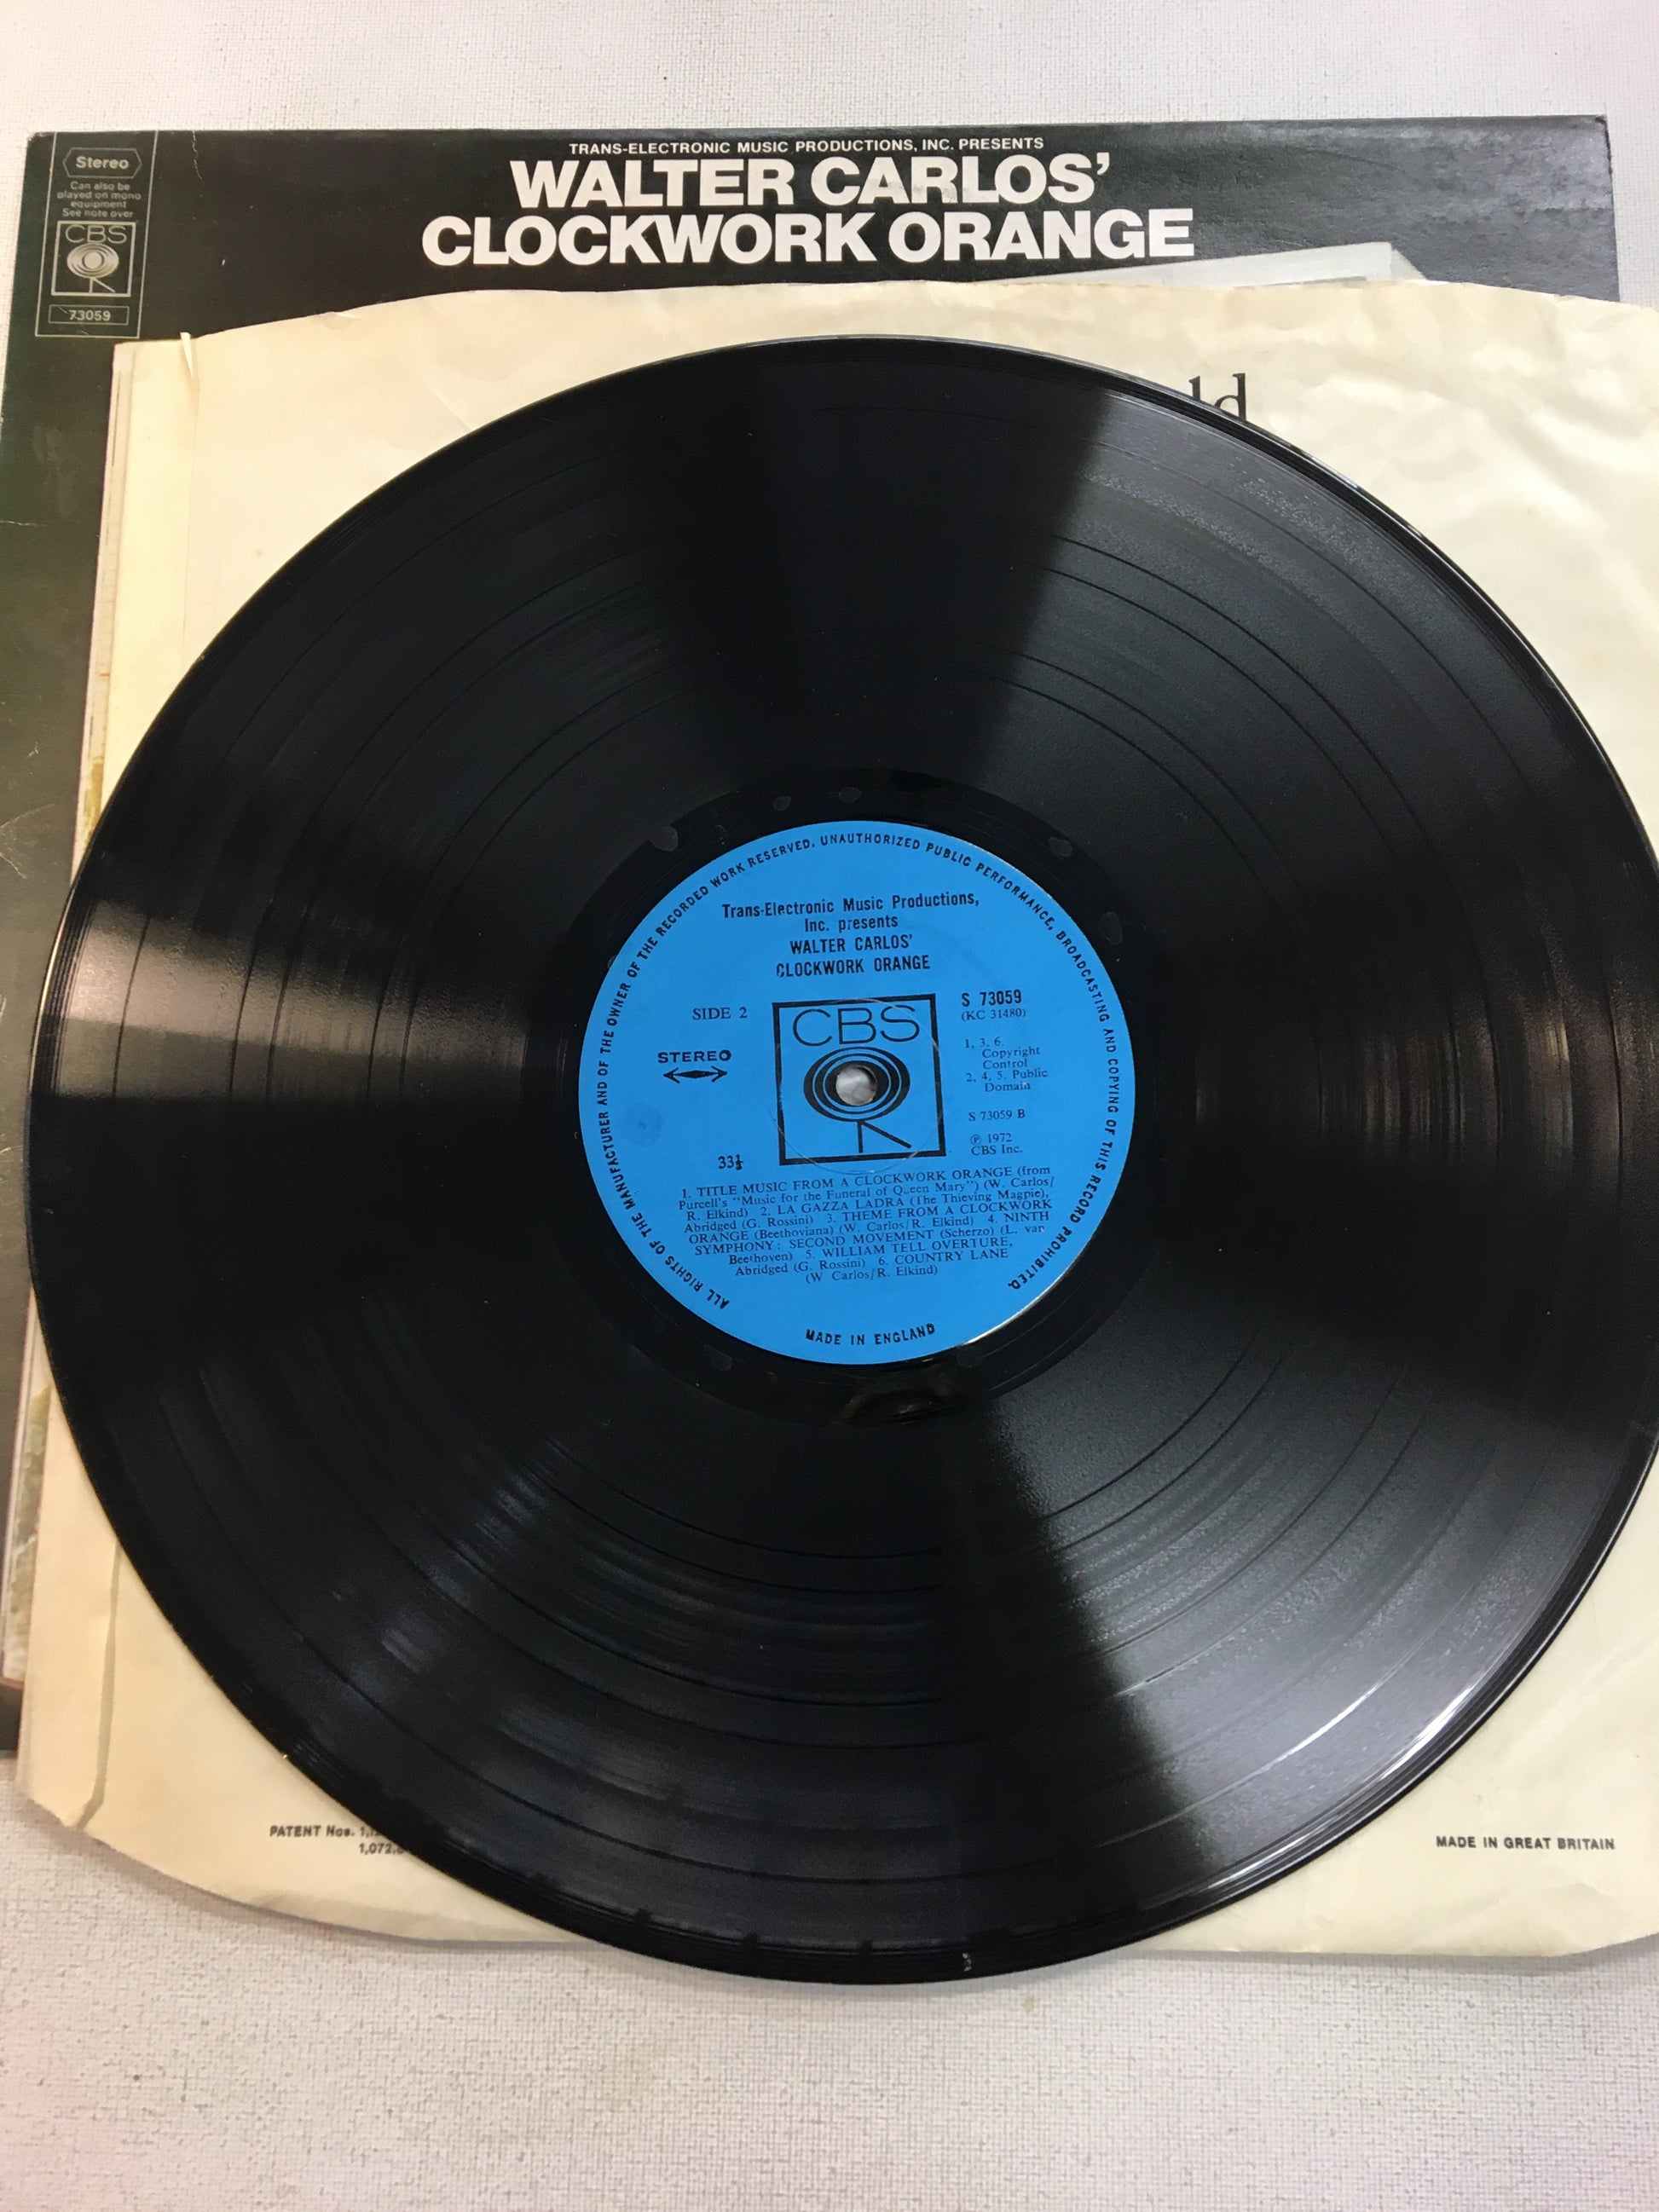 TRANS-ELECTRONIC MUSIC PRODUCTIONS, INC. PRESENTS
WALTER CARLOS'
CLOCKWORK ORANGE
Stereo
Can also be
played on mono
equipment
See note over
CBS
73059
ld
ALL RIGHTS OF THE MANUFACTURER AND OF THE OWNER OF THE RECORDED WORK RESERVED. UNAUTHORIZED PUBLIC PERFORMANCE, BROADCASTING AND COPYING OF THIS RECORD PROHIBITED.
Trans-Electronic Music Productions,
Inc. presents
WALTER CARLOS'
CLOCKWORK ORANGE
SIDE 2
STEREO
33⅓
CBS
S 73059
(KC 31480)
1, 3, 6.
Copyright
Control
2, 4, 5. Public
Domain
S 73059 B
℗ 1972
CBS Inc.
1. TITLE MUSIC FROM A CLOCKWORK ORANGE (from
Purcell's "Music for the Funeral of Queen Mary") (W. Carlos/
R. Elkind) 2. LA GAZZA LADRA (The Thieving Magpie),
Abridged (G. Rossini) 3. THEME FROM A CLOCKWORK
ORANGE (Beethoviana) (W. Carlos/R. Elkind) 4. NINTH
SYMPHONY: SECOND MOVEMENT (Scherzo) (L. van
Beethoven) 5. WILLIAM TELL OVERTURE,
Abridged (G. Rossini) 6. COUNTRY LANE
(W Carlos/R. Elkind)
MADE IN ENGLAND
PATENT Nos.
MADE IN GREAT BRITAIN